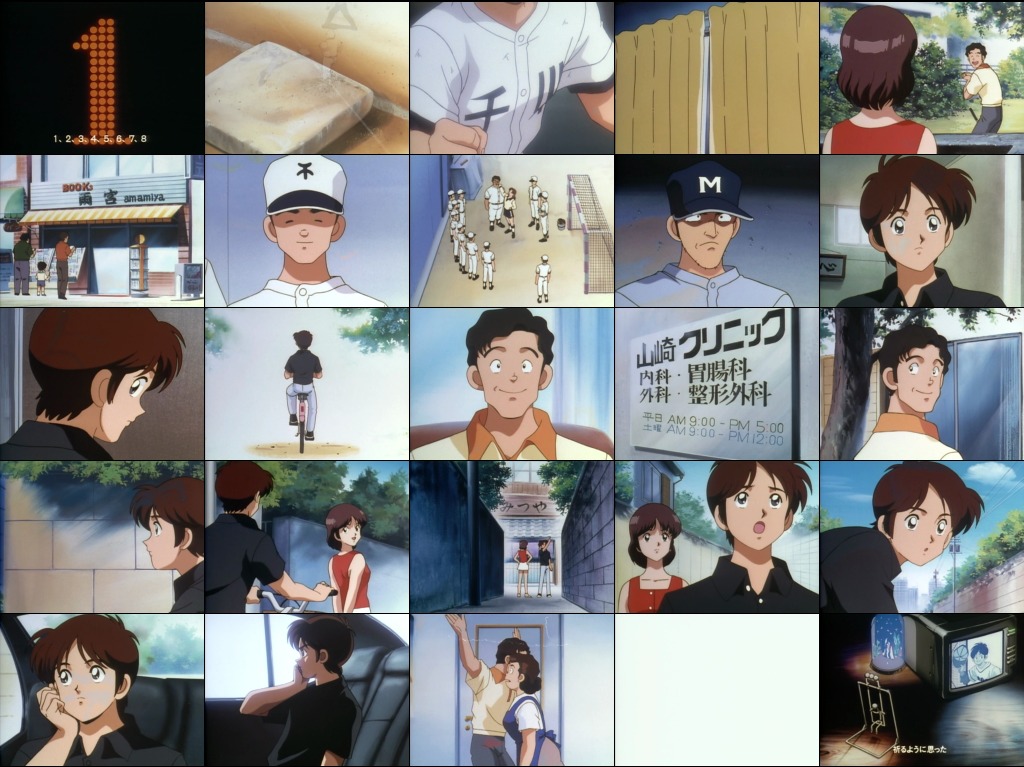 1
1、2、3、4、5、6、7、8
千川
BOOKS
雨宮 amamiya
不
M
山崎クリニック
内科・胃腸科
外科・整形外科
平日 AM 9:00 - PM 5:00
土曜 AM 9:00 - PM 12:00
みつや
祈るように思った